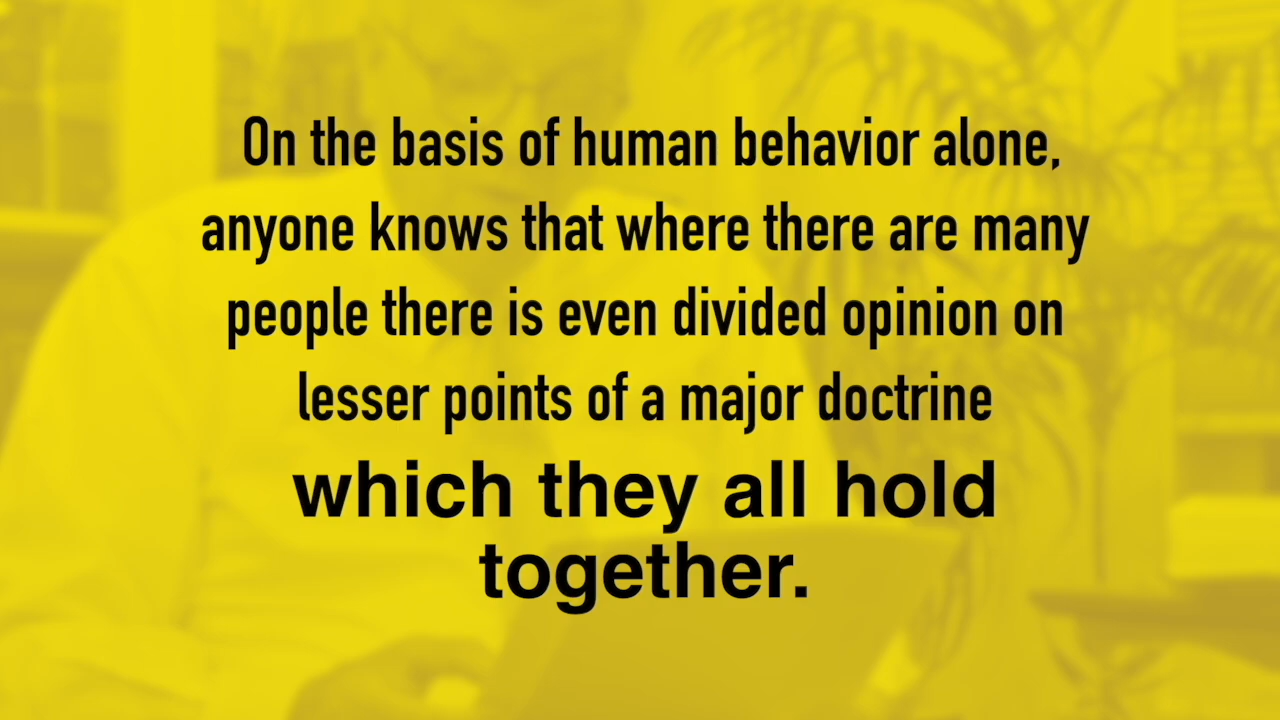 On the basis of human behavior alone,
anyone knows that where there are many
people there is even divided opinion on
lesser points of a major doctrine
which they all hold
together.